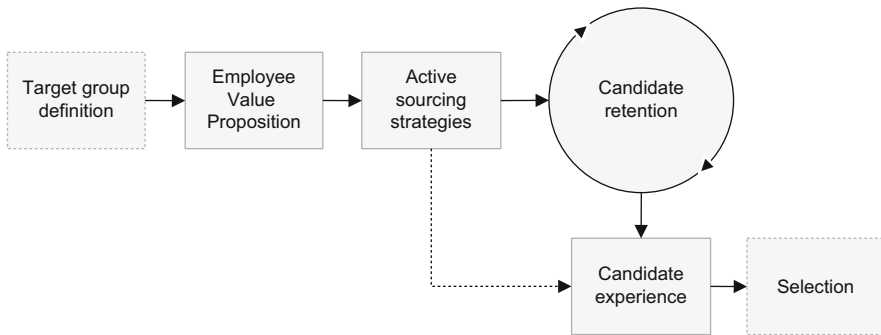 Target group
definition
Employee
Value
Proposition
Active
sourcing
strategies
Candidate
retention
Candidate
experience
Selection